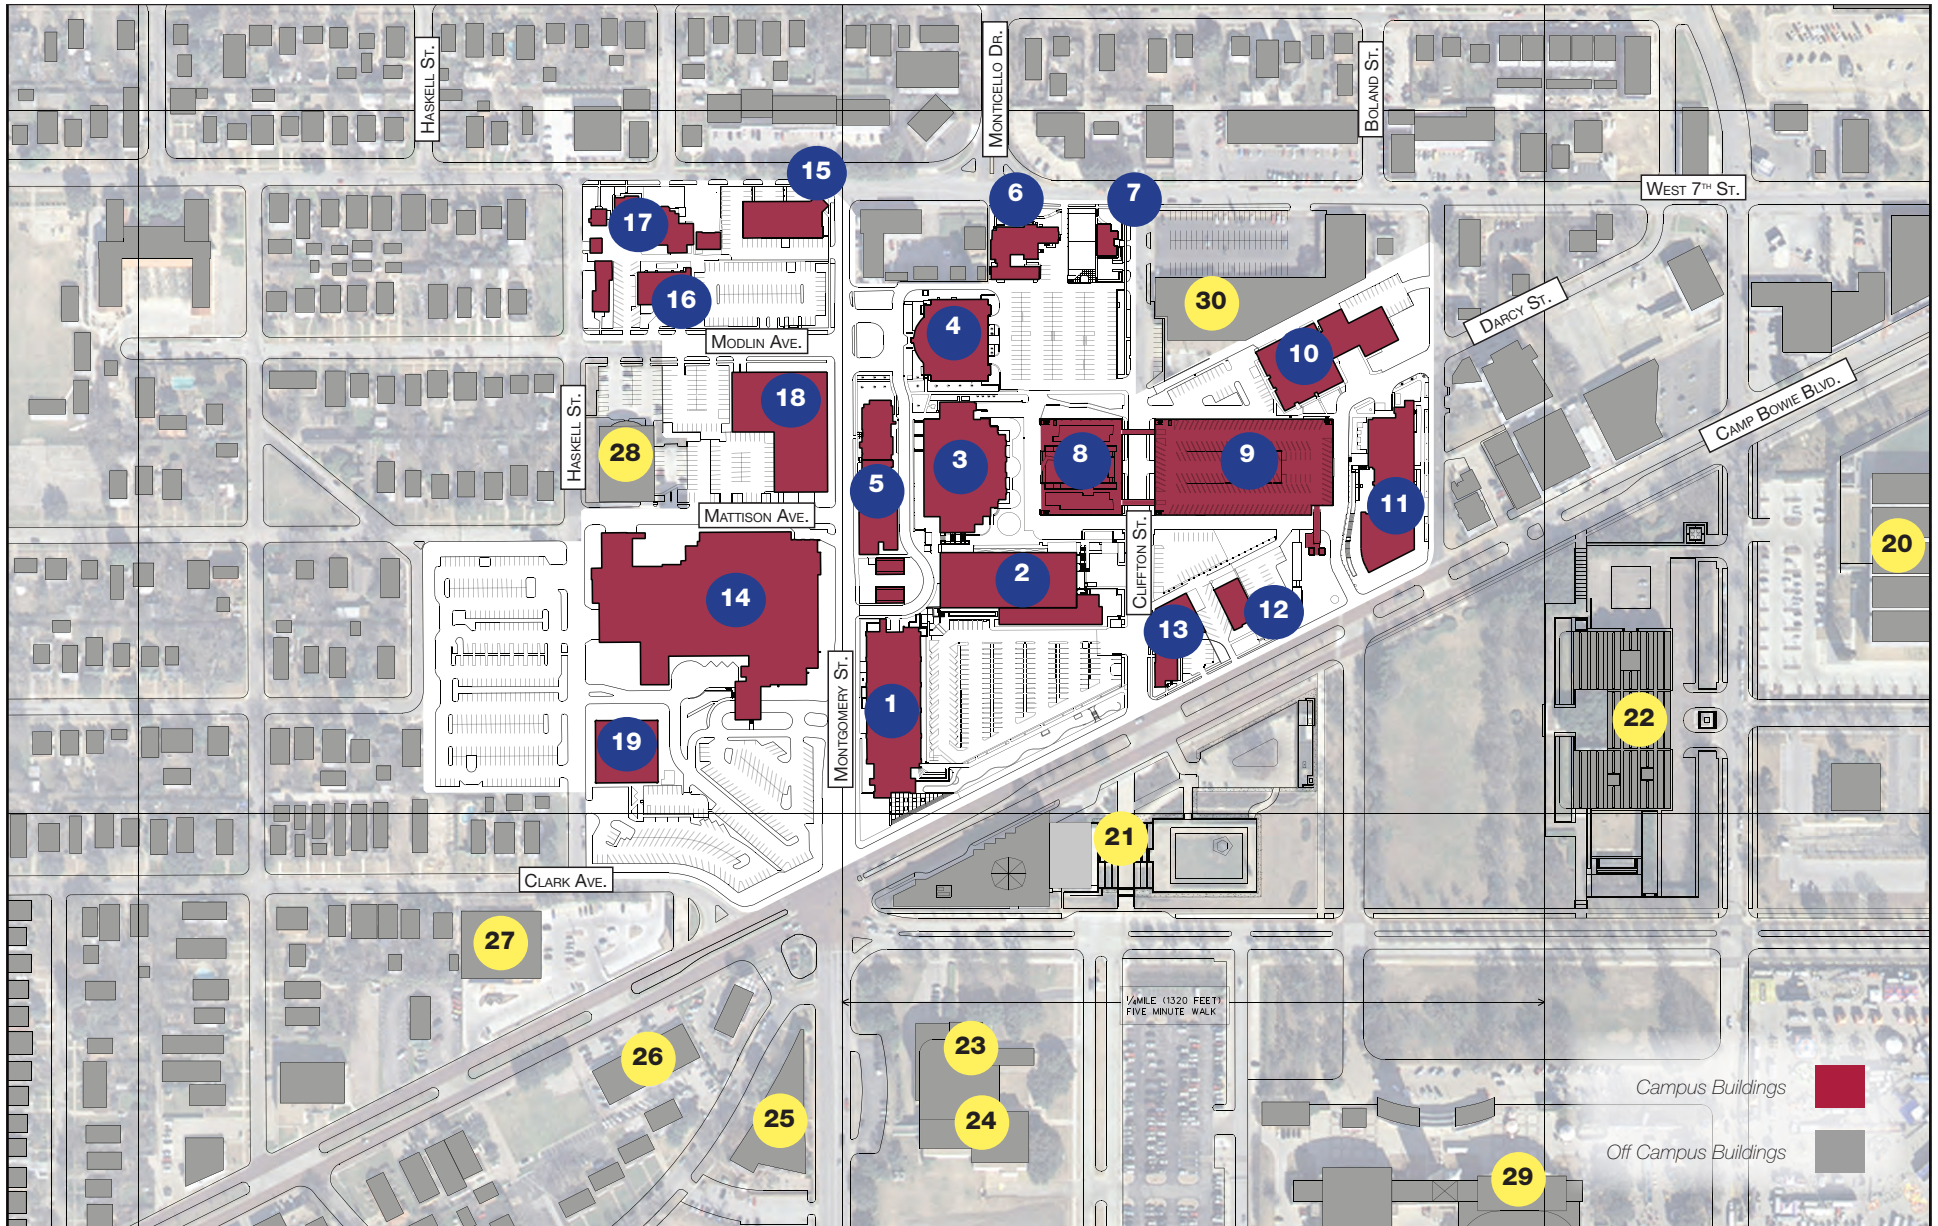 HASKELL ST.
MONTICELLO DR.
BOLAND ST.
15
6
7
WEST 7TH ST.
17
16
30
DARCY ST.
4
MODLIN AVE.
10
18
CAMP BOWIE BLVD.
HASKELL ST.
28
3
8
9
5
11
MATTISON AVE.
CLIFFTON ST.
20
2
14
12
13
MONTGOMERY ST.
1
22
19
21
CLARK AVE.
27
1/4MILE (1320 FEET)
FIVE MINUTE WALK
23
26
24
25
Campus Buildings
Off Campus Buildings
29